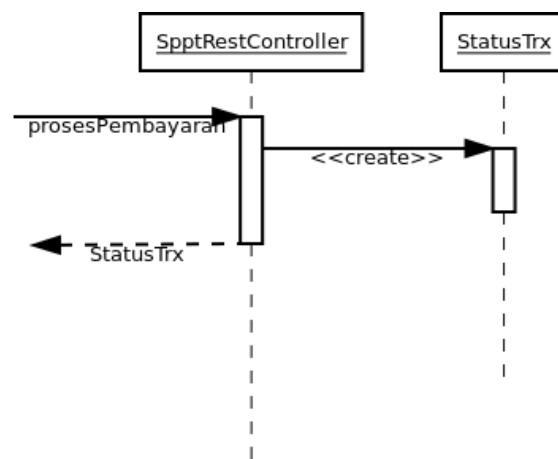 SpptRestController
StatusTrx
prosesPembayaran
<<create>>
StatusTrx